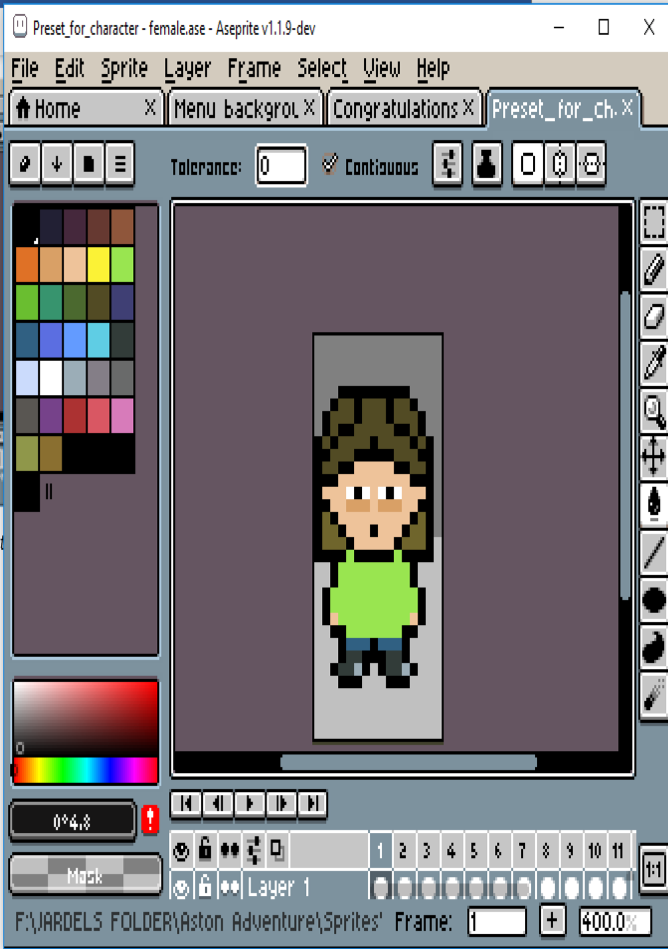 Preset_for_character - female.ase - Aseprite v1.1.9-dev
File Edit Sprite Layer Frame Select View Help
Home X Menu backgrou X Congratulations X Preset_for_ch. X
Tolerance: 0 Contiguous
0°4.8
Mask
1 2 3 4 5 6 7 8 9 10 11
Layer 1
1:1
F:\JARDELS FOLDER\Aston Adventure\Sprites' Frame: 1 + 400.0%